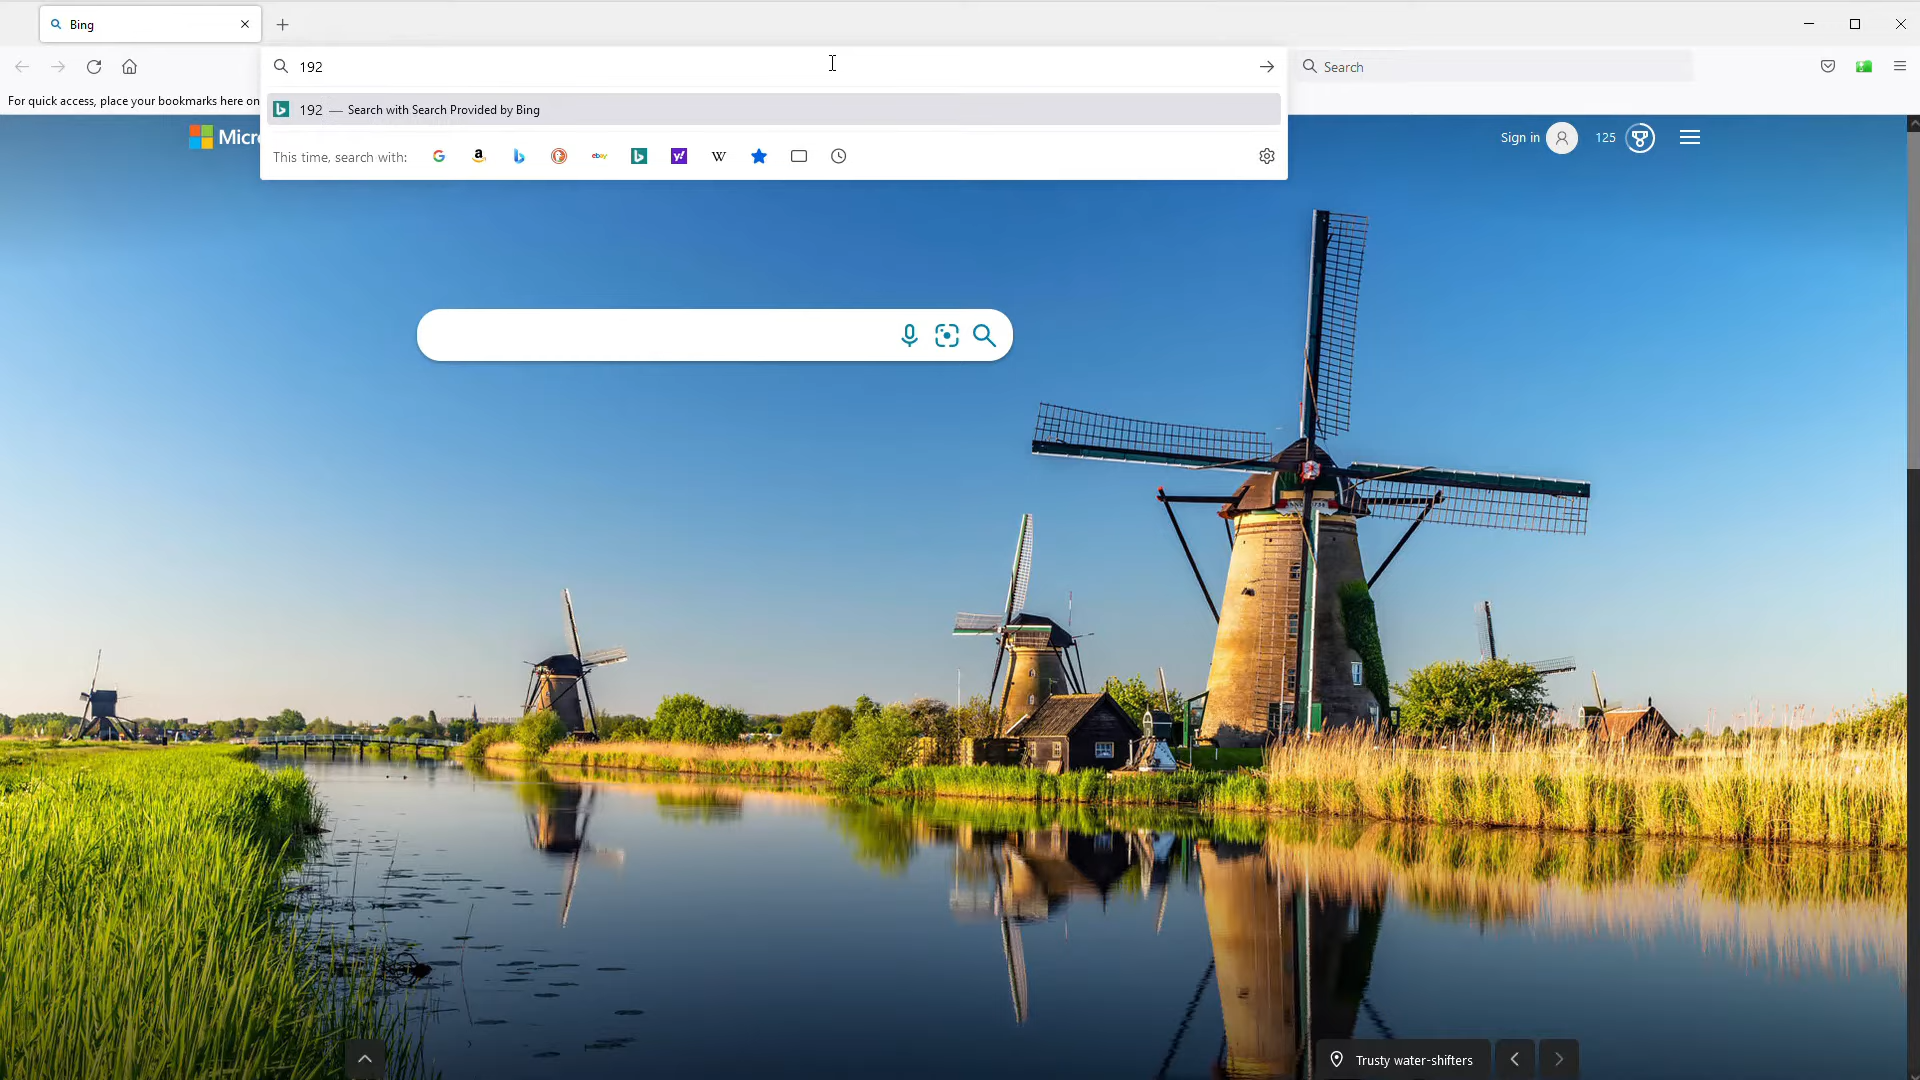 Bing
192
Search
192 — Search with Search Provided by Bing
For quick access, place your bookmarks here on
This time, search with:
Micro
Sign in
125
Trusty water-shifters